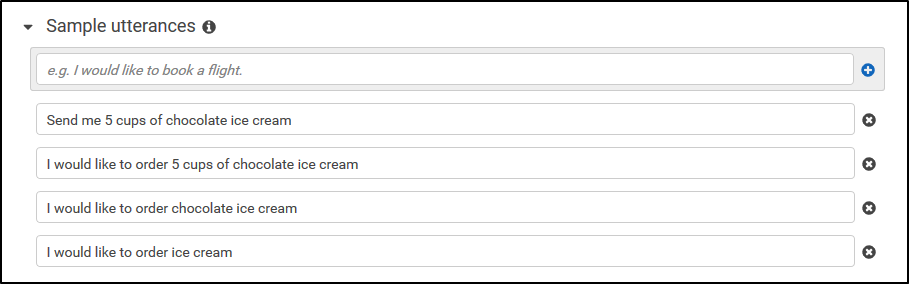 Sample utterances
e.g. I would like to book a flight.
Send me 5 cups of chocolate ice cream
I would like to order 5 cups of chocolate ice cream
I would like to order chocolate ice cream
I would like to order ice cream